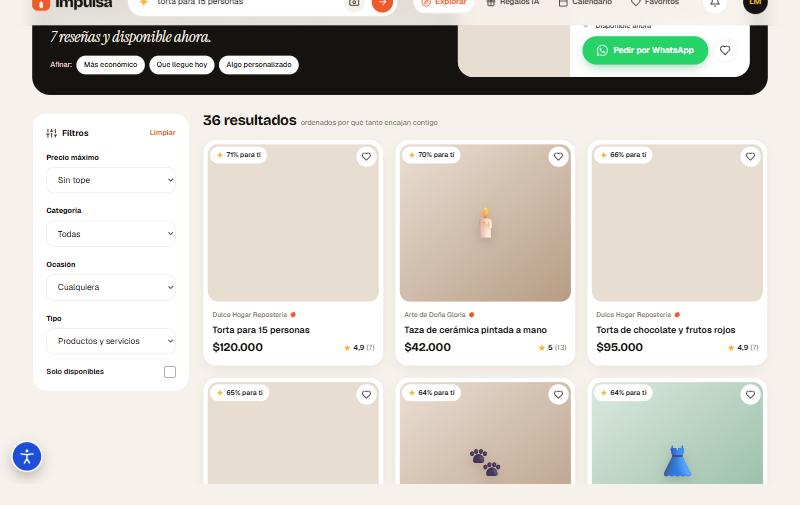 Impulsa
torta para 15 personas
Explorar
Regalos IA
Calendario
Favoritos
LM
7 reseñas y disponible ahora.
Disponible ahora
Afinar:
Más económico
Que llegue hoy
Algo personalizado
Pedir por WhatsApp
Filtros
Limpiar
Precio máximo
Sin tope
Categoría
Todas
Ocasión
Cualquiera
Tipo
Productos y servicios
Solo disponibles
36 resultados ordenados por qué tanto encajan contigo
71% para ti
Dulce Hogar Repostería
Torta para 15 personas
$120.000
4,9 (7)
70% para ti
Arte de Doña Gloria
Taza de cerámica pintada a mano
$42.000
5 (13)
66% para ti
Dulce Hogar Repostería
Torta de chocolate y frutos rojos
$95.000
4,9 (7)
65% para ti
64% para ti
64% para ti